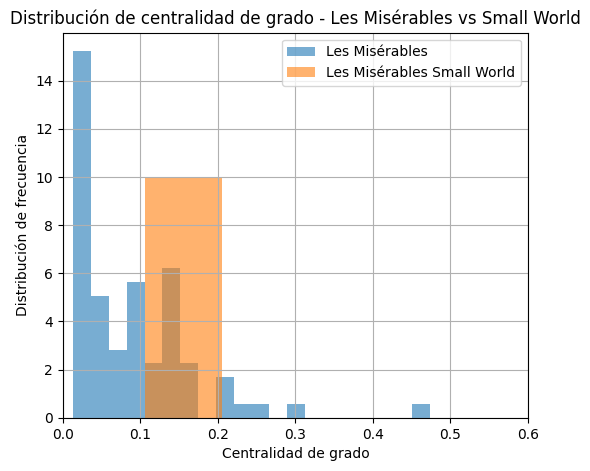 Distribución de centralidad de grado - Les Misérables vs Small World
Les Misérables
Les Misérables Small World
Distribución de frecuencia
14
12
10
8
6
4
2
0
0.0 0.1 0.2 0.3 0.4 0.5 0.6
Centralidad de grado